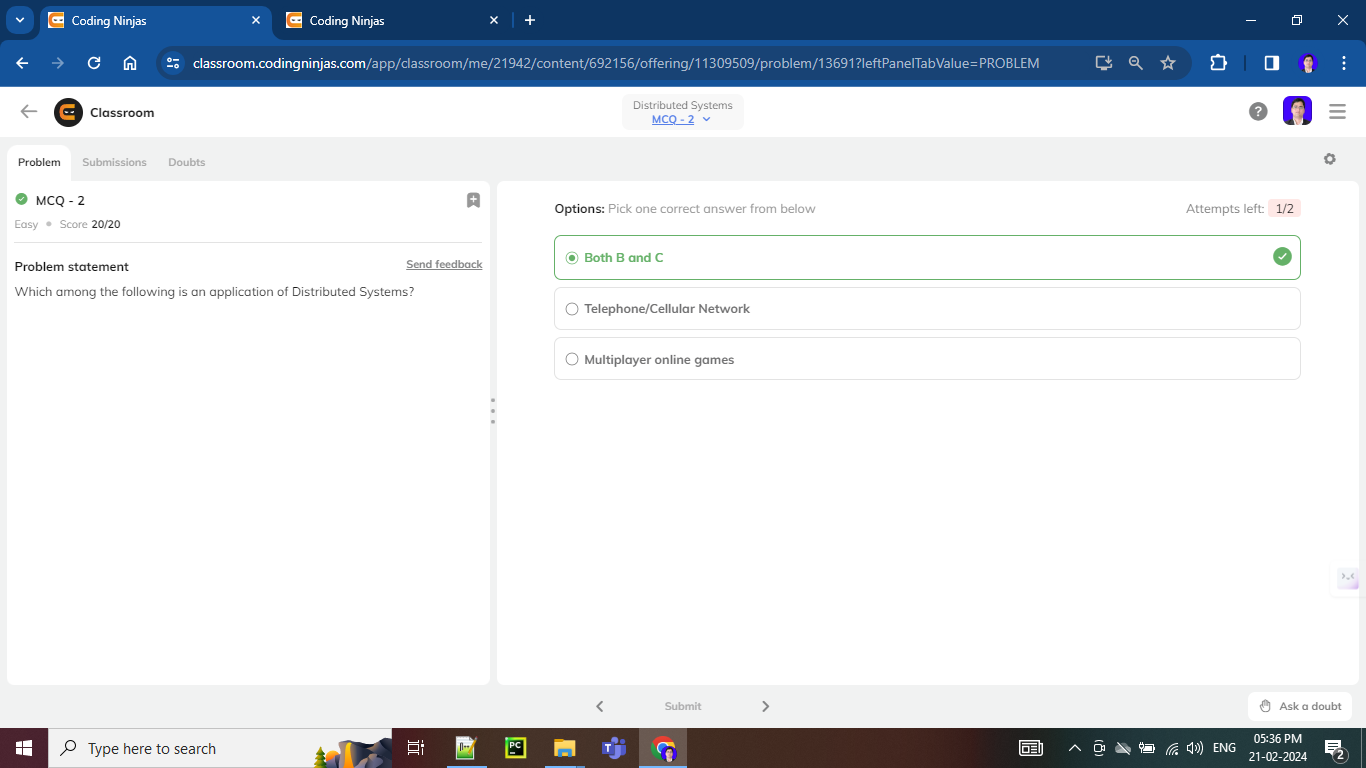 Coding Ninjas
Coding Ninjas
classroom.codingninjas.com/app/classroom/me/21942/content/692156/offering/11309509/problem/13691?leftPanelTabValue=PROBLEM
Classroom
Distributed Systems
MCQ - 2
Problem
Submissions
Doubts
MCQ - 2
Easy
Score 20/20
Problem statement
Send feedback
Which among the following is an application of Distributed Systems?
Options: Pick one correct answer from below
Attempts left: 1/2
Both B and C
Telephone/Cellular Network
Multiplayer online games
Submit
Ask a doubt
Type here to search
PC
ENG
05:36 PM
21-02-2024
2